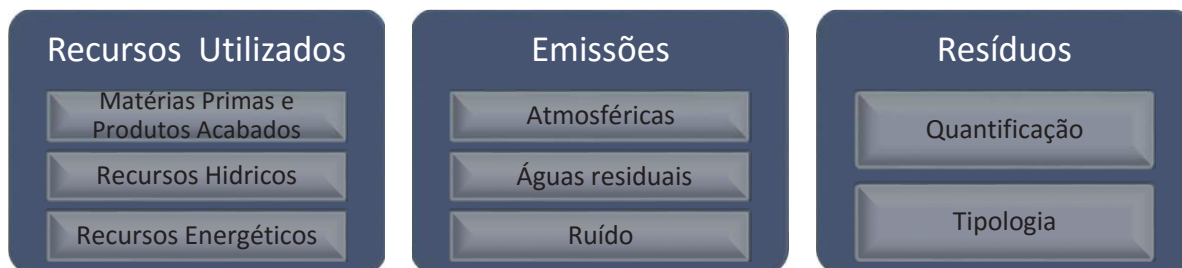 Recursos Utilizados
Matérias Primas e
Produtos Acabados
Recursos Hidricos
Recursos Energéticos
Emissões
Atmosféricas
Águas residuais
Ruído
Resíduos
Quantificação
Tipologia